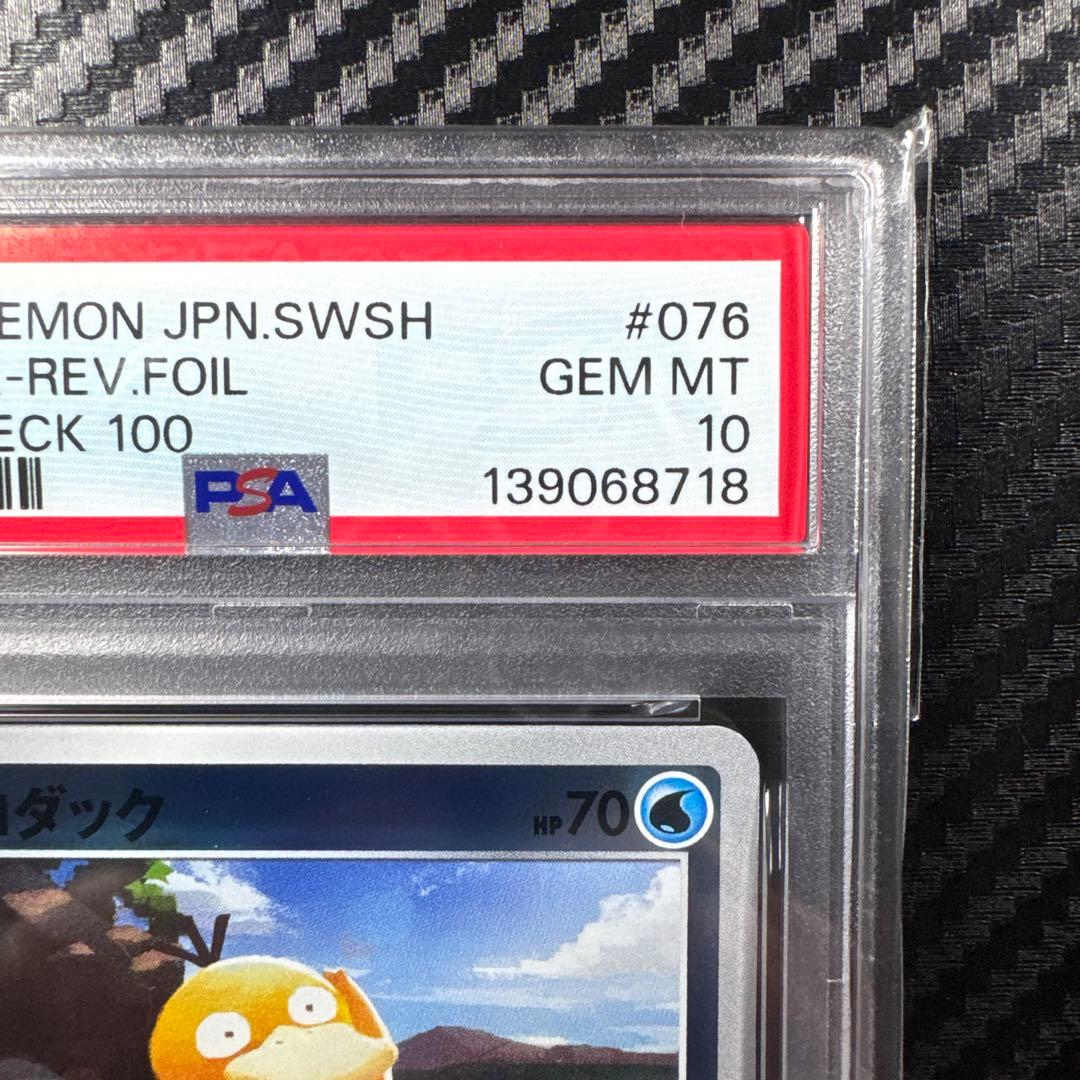 EMON JPN.SWSH #076
-REV.FOIL GEM MT
ECK 100 10
PSA 139068718
ダック HP70